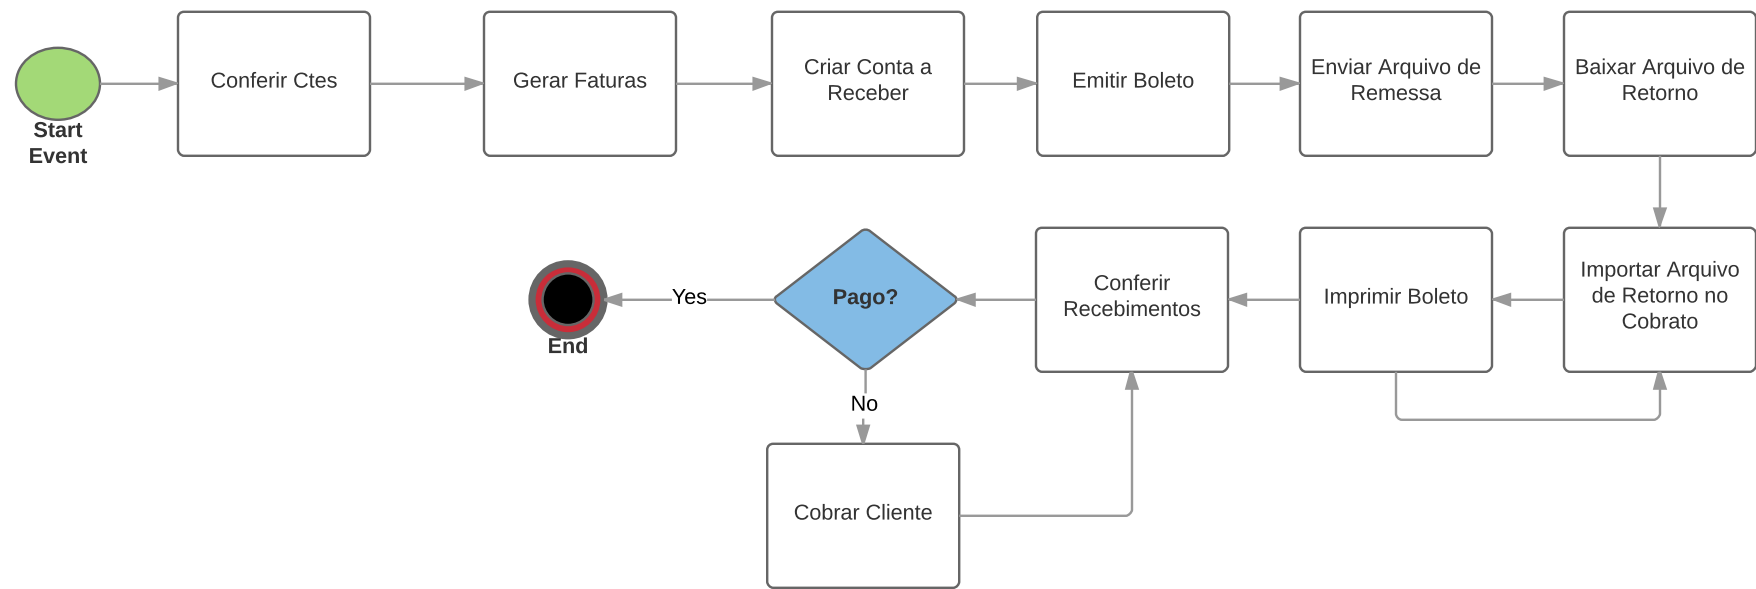 Start
Event
Conferir Ctes
Gerar Faturas
Criar Conta a
Receber
Emitir Boleto
Enviar Arquivo de
Remessa
Baixar Arquivo de
Retorno
Importar Arquivo
de Retorno no
Cobrato
Imprimir Boleto
Conferir
Recebimentos
Pago?
Yes
End
No
Cobrar Cliente